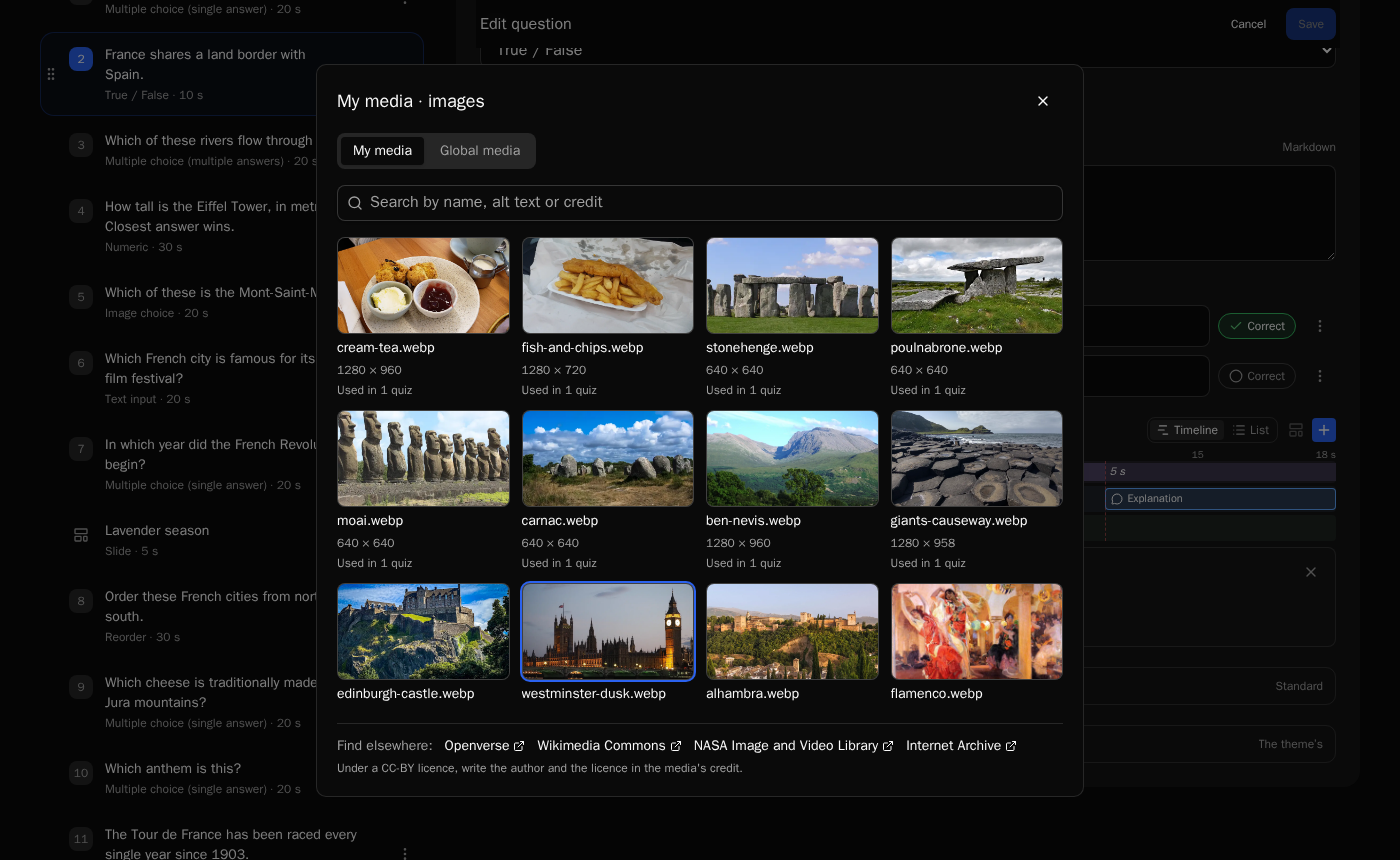 Multiple choice (single answer) · 20 s
2
France shares a land border with
Spain.
True / False · 10 s
3
Which of these rivers flow through
Multiple choice (multiple answers) · 20 s
4
How tall is the Eiffel Tower, in
Closest answer wins.
Numeric · 30 s
5
Which of these is the Mont-Saint-
Image choice · 20 s
6
Which French city is famous for its
film festival?
Text input · 20 s
7
In which year did the French
begin?
Multiple choice (single answer) · 20 s
Lavender season
Slide · 5 s
8
Order these French cities from
south.
Reorder · 30 s
9
Which cheese is traditionally made
Jura mountains?
Multiple choice (single answer) · 20 s
10
Which anthem is this?
Multiple choice (single answer) · 20 s
11
The Tour de France has been raced every
single year since 1903.
Edit question
Cancel
Save
True / False
Markdown
Correct
Correct
Timeline
List
15
18 s
5 s
Explanation
Standard
The theme's
My media · images
My media
Global media
Search by name, alt text or credit
cream-tea.webp
1280 × 960
Used in 1 quiz
fish-and-chips.webp
1280 × 720
Used in 1 quiz
stonehenge.webp
640 × 640
Used in 1 quiz
poulnabrone.webp
640 × 640
Used in 1 quiz
moai.webp
640 × 640
Used in 1 quiz
carnac.webp
640 × 640
Used in 1 quiz
ben-nevis.webp
1280 × 960
Used in 1 quiz
giants-causeway.webp
1280 × 958
Used in 1 quiz
edinburgh-castle.webp
westminster-dusk.webp
alhambra.webp
flamenco.webp
Find elsewhere: Openverse Wikimedia Commons NASA Image and Video Library Internet Archive
Under a CC-BY licence, write the author and the licence in the media's credit.